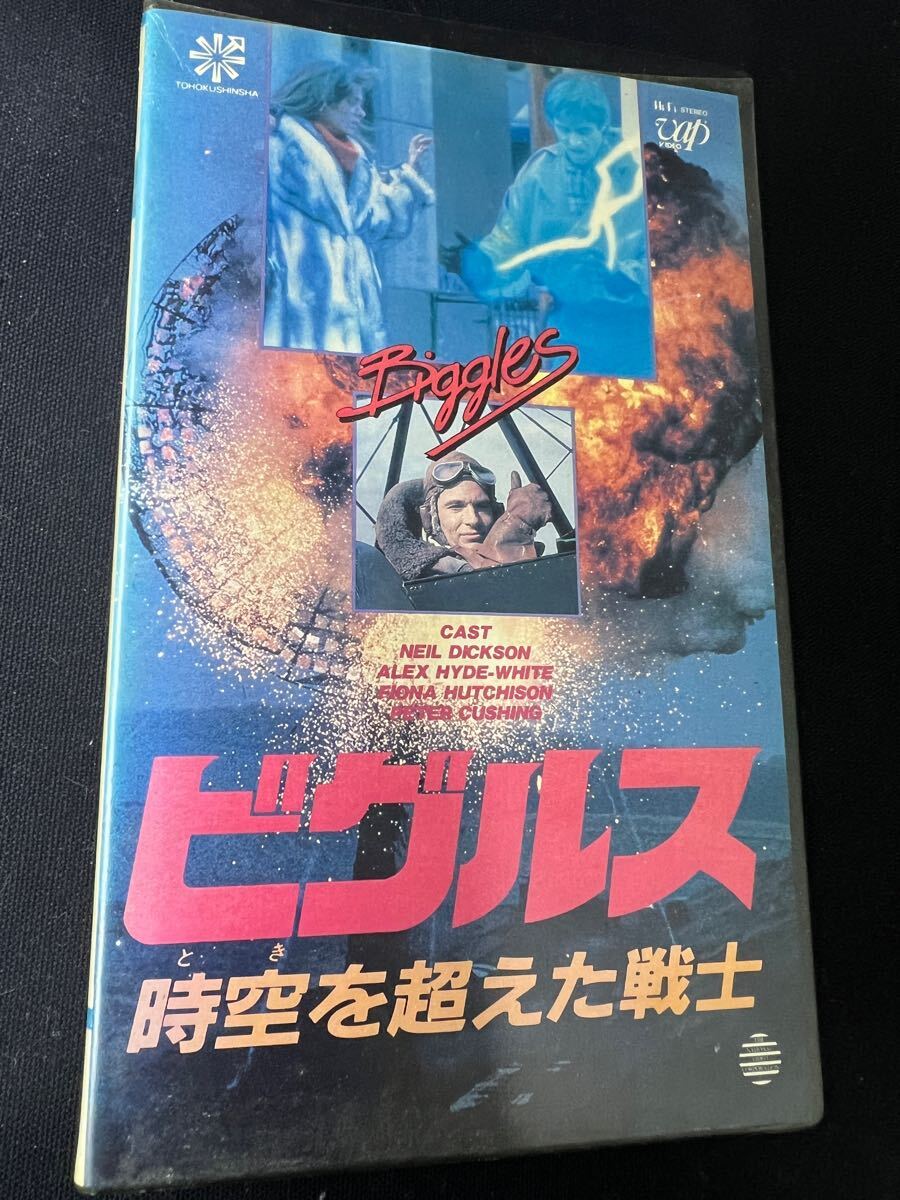 TOHOKUSHINSHA
Hi-Fi STEREO
vap
VIDEO
Biggles
CAST
NEIL DICKSON
ALEX HYDE-WHITE
FIONA HUTCHISON
PETER CUSHING
ビグルス
とき
時空を超えた戦士